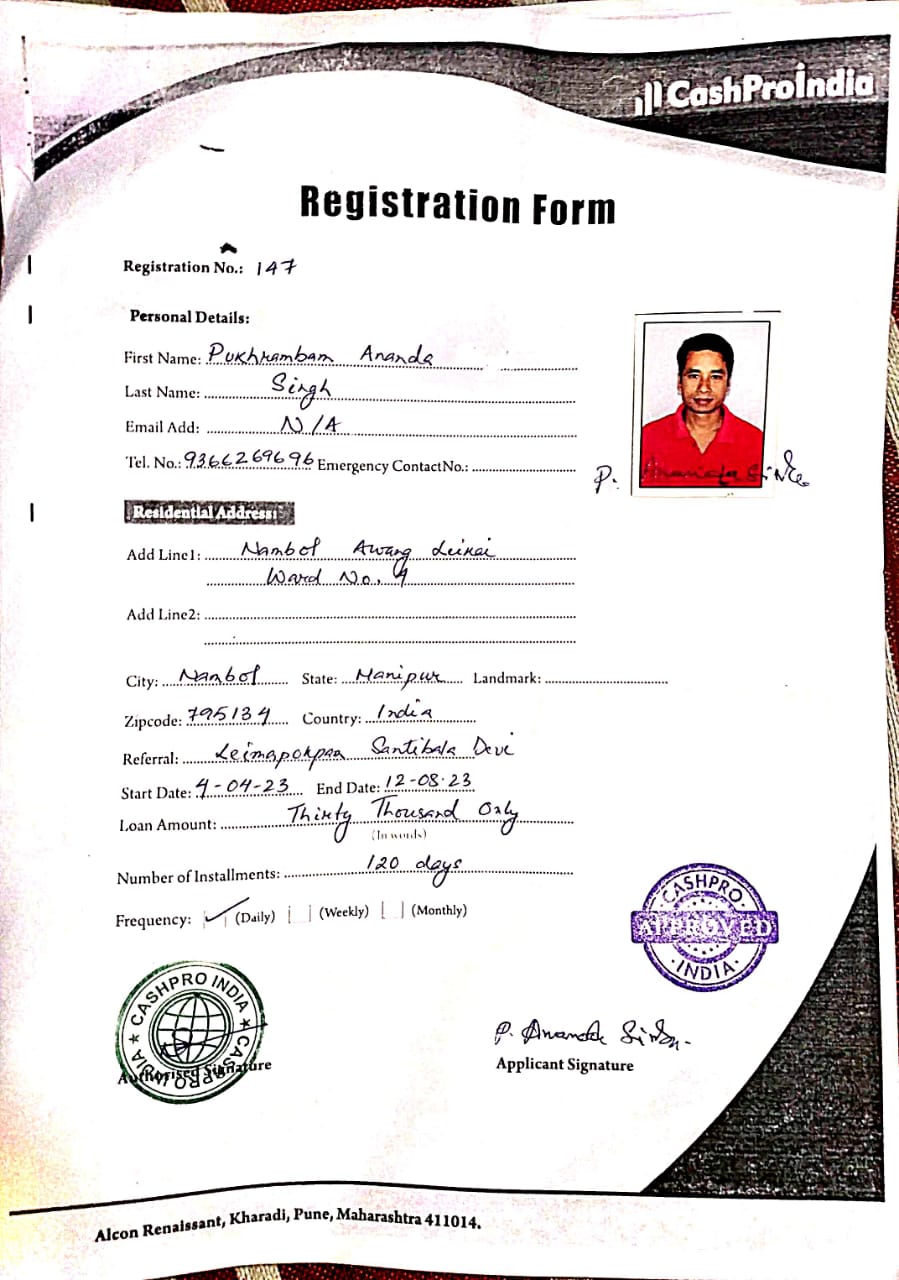 CashProIndia
Registration Form
Registration No.: 147
Personal Details:
First Name: Pukhrambam Ananda
Last Name: Singh
Email Add: N/A
Tel. No.: 9366269696 Emergency ContactNo.:
P. Ananda Singh
Residential Address:
Add Line1: Nambol Awang Leikai
Ward No. 9
Add Line2:
City: Nambol State: Manipur Landmark:
Zipcode: 795134 Country: India
Referral: Leimapokpam Santibala Devi
Start Date: 4-04-23 End Date: 12-08-23
Loan Amount: Thirty Thousand Only
(In words)
Number of Installments: 120 days
Frequency: (Daily) (Weekly) (Monthly)
CASHPRO
APPROVED
INDIA
CASHPRO INDIA
CASHPRO INDIA
Authorised Signature
P. Ananda Singh
Applicant Signature
Alcon Renaissant, Kharadi, Pune, Maharashtra 411014.